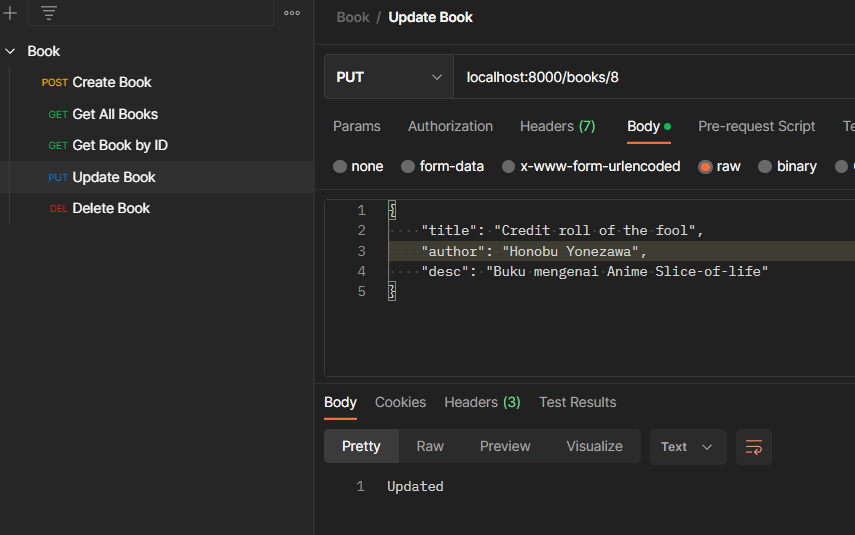 Book / Update Book
Book
POST Create Book
GET Get All Books
GET Get Book by ID
PUT Update Book
DEL Delete Book
PUT localhost:8000/books/8
Params Authorization Headers (7) Body Pre-request Script Te
none form-data x-www-form-urlencoded raw binary
1 {
2 "title": "Credit roll of the fool",
3 "author": "Honobu Yonezawa",
4 "desc": "Buku mengenai Anime Slice-of-life"
5 }
Body Cookies Headers (3) Test Results
Pretty Raw Preview Visualize Text
1 Updated